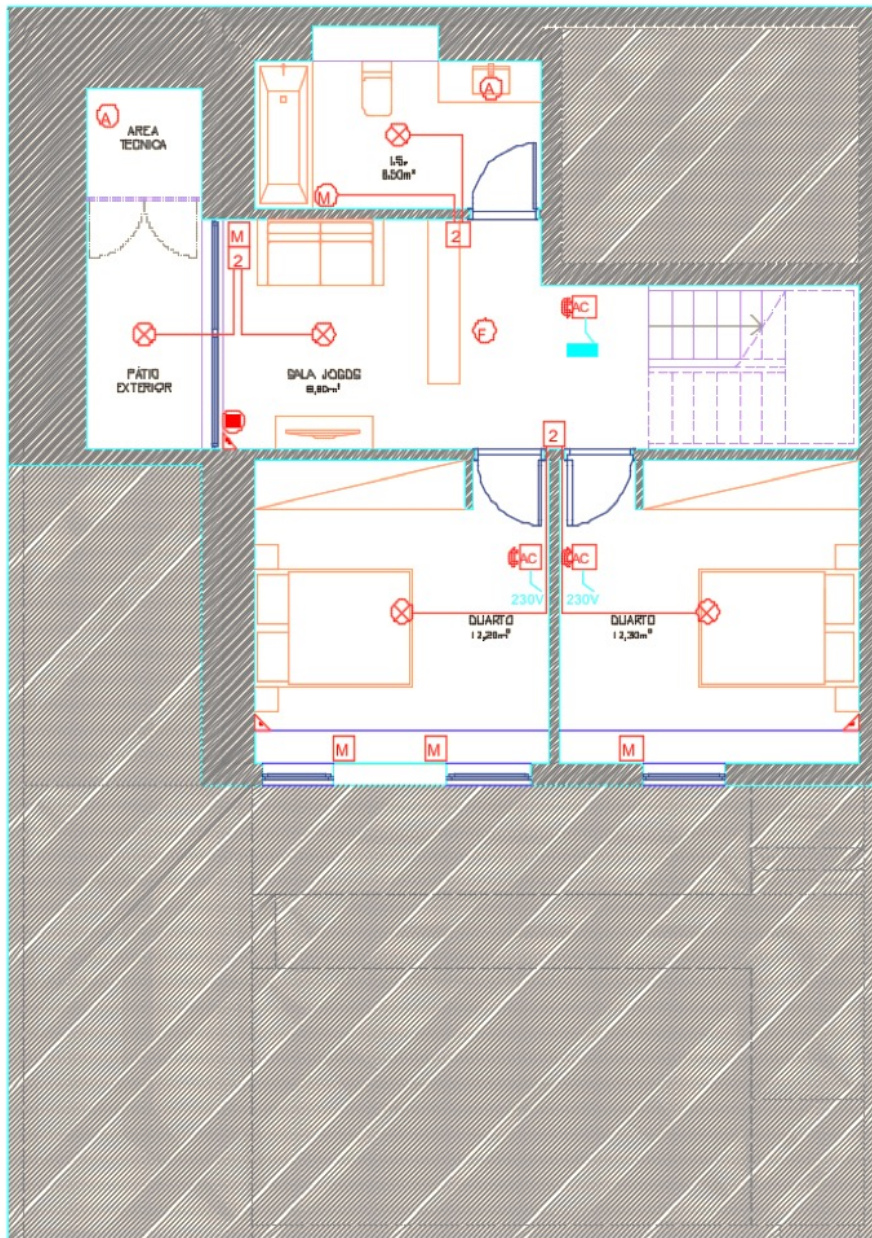 A
AREA
TECNICA
A
I.S.
M
M
2
2
F
AC
PÁTIO
EXTERIOR
SALA JOGOS
2
AC
AC
230V
230V
QUARTO
12,20m²
QUARTO
12,30m²
M
M
M